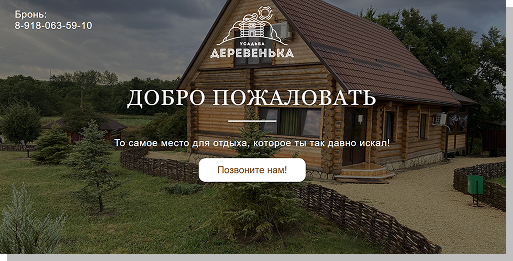 Бронь:
8-918-063-59-10
УСАДЬБА
ДЕРЕВЕНЬКА
ДОБРО ПОЖАЛОВАТЬ
То самое место для отдыха, которое ты так давно искал!
Позвоните нам!